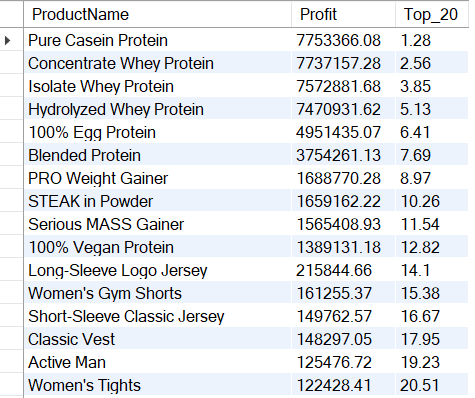 ProductName Profit Top_20
Pure Casein Protein 7753366.08 1.28
Concentrate Whey Protein 7737157.28 2.56
Isolate Whey Protein 7572881.68 3.85
Hydrolyzed Whey Protein 7470931.62 5.13
100% Egg Protein 4951435.07 6.41
Blended Protein 3754261.13 7.69
PRO Weight Gainer 1688770.28 8.97
STEAK in Powder 1659162.22 10.26
Serious MASS Gainer 1565408.93 11.54
100% Vegan Protein 1389131.18 12.82
Long-Sleeve Logo Jersey 215844.66 14.1
Women's Gym Shorts 161255.37 15.38
Short-Sleeve Classic Jersey 149762.57 16.67
Classic Vest 148297.05 17.95
Active Man 125476.72 19.23
Women's Tights 122428.41 20.51